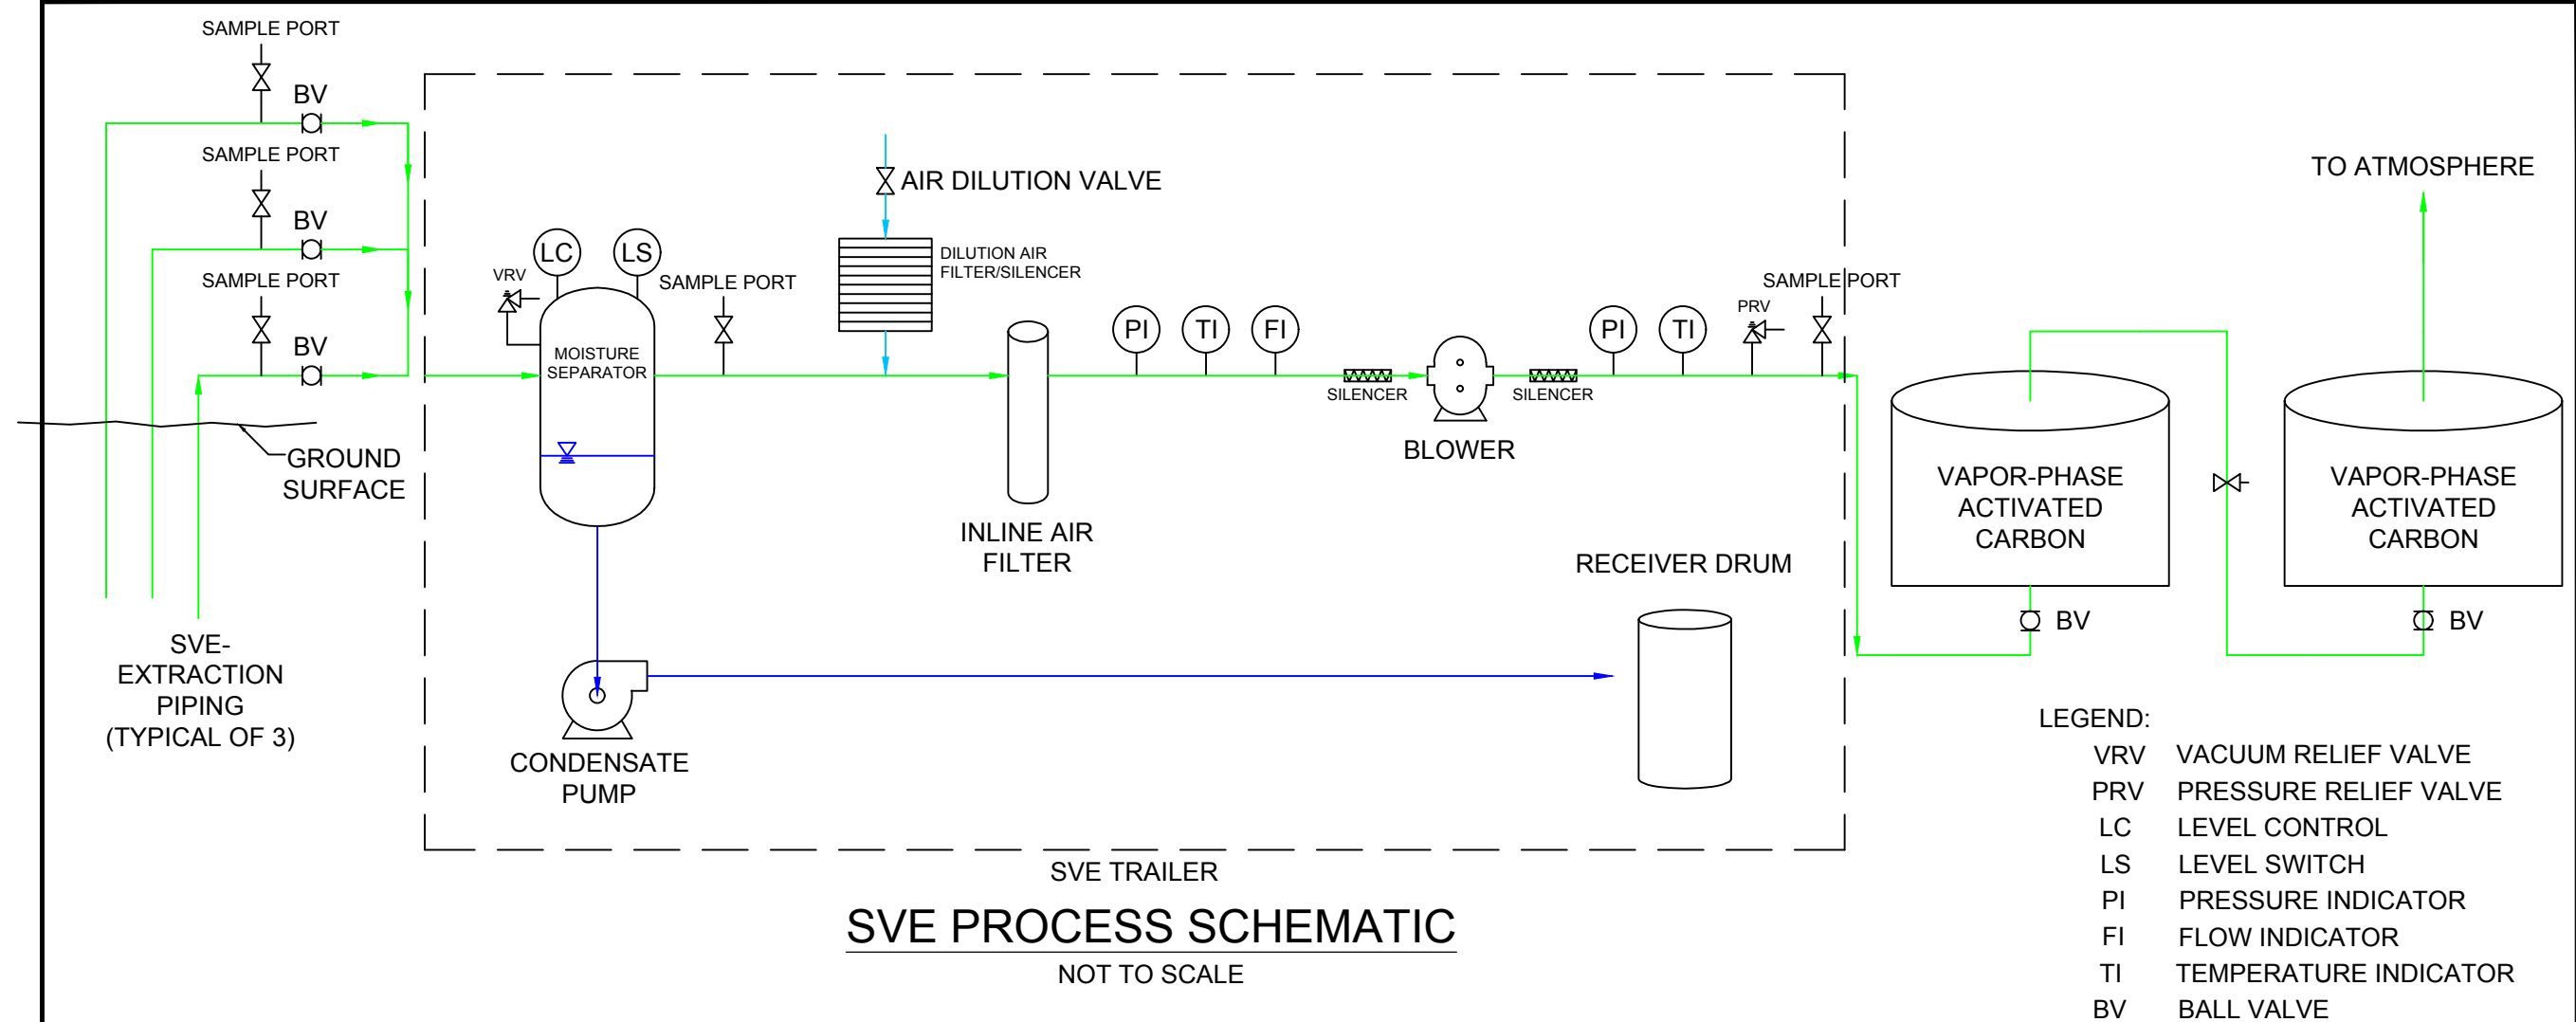 SAMPLE PORT
BV
SAMPLE PORT
BV
SAMPLE PORT
BV
GROUND
SURFACE
SVE-
EXTRACTION
PIPING
(TYPICAL OF 3)
VRV
LC
LS
SAMPLE PORT
MOISTURE
SEPARATOR
AIR DILUTION VALVE
DILUTION AIR
FILTER/SILENCER
INLINE AIR
FILTER
PI
TI
FI
SILENCER
BLOWER
SILENCER
PI
TI
PRV
SAMPLE PORT
CONDENSATE
PUMP
RECEIVER DRUM
TO ATMOSPHERE
VAPOR-PHASE
ACTIVATED
CARBON
BV
VAPOR-PHASE
ACTIVATED
CARBON
BV
SVE TRAILER
SVE PROCESS SCHEMATIC
NOT TO SCALE
LEGEND:
VRV VACUUM RELIEF VALVE
PRV PRESSURE RELIEF VALVE
LC LEVEL CONTROL
LS LEVEL SWITCH
PI PRESSURE INDICATOR
FI FLOW INDICATOR
TI TEMPERATURE INDICATOR
BV BALL VALVE